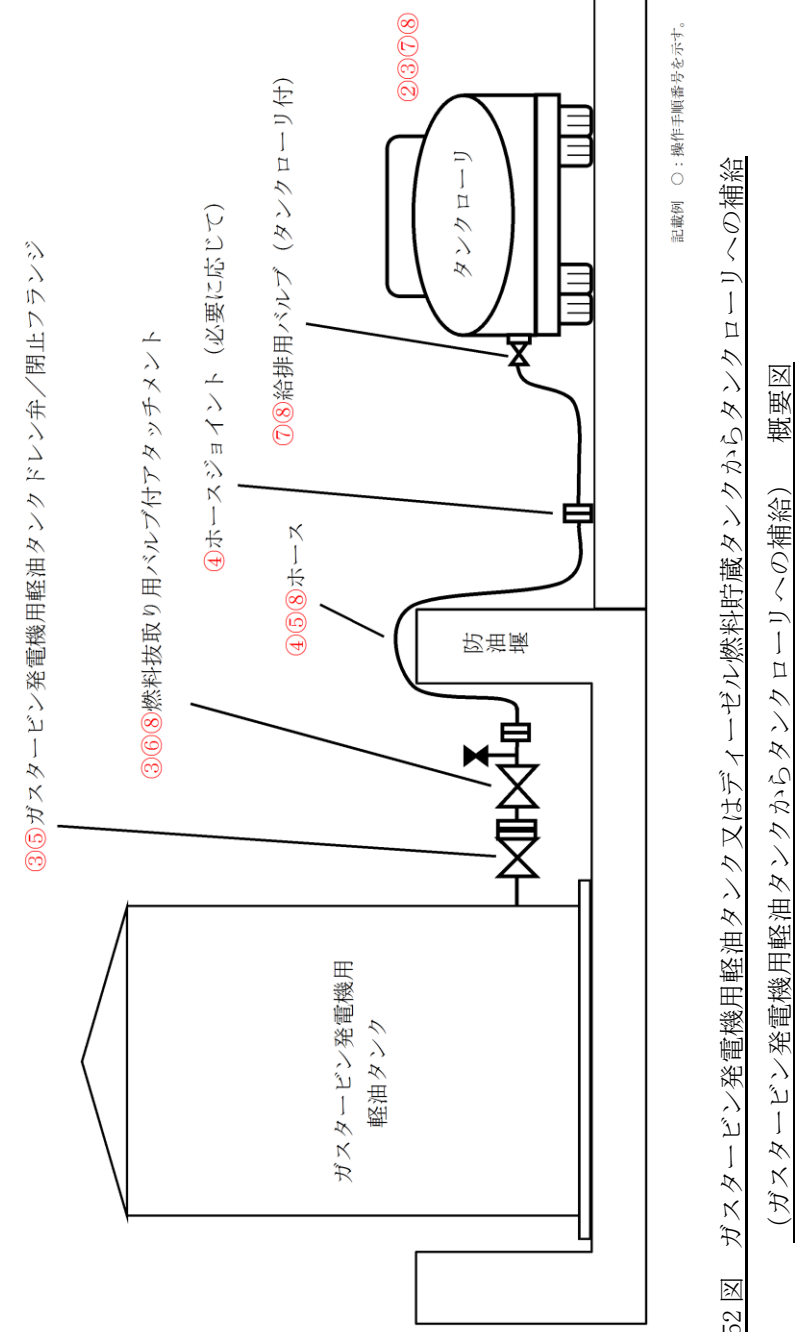 ③⑤ガスタービン発電機用軽油タンクドレン弁／閉止フランジ
③⑥⑧燃料抜取り用バルブ付アタッチメント
④ホースジョイント（必要に応じて）
⑦⑧給排用バルブ（タンクローリ付）
④⑤⑧ホース
②③⑦⑧
ガスタービン発電機用
軽油タンク
防油堰
タンクローリ
記載例　○：操作手順番号を示す。
52 図　ガスタービン発電機用軽油タンク又はディーゼル燃料貯蔵タンクからタンクローリへの補給
（ガスタービン発電機用軽油タンクからタンクローリへの補給）　概要図